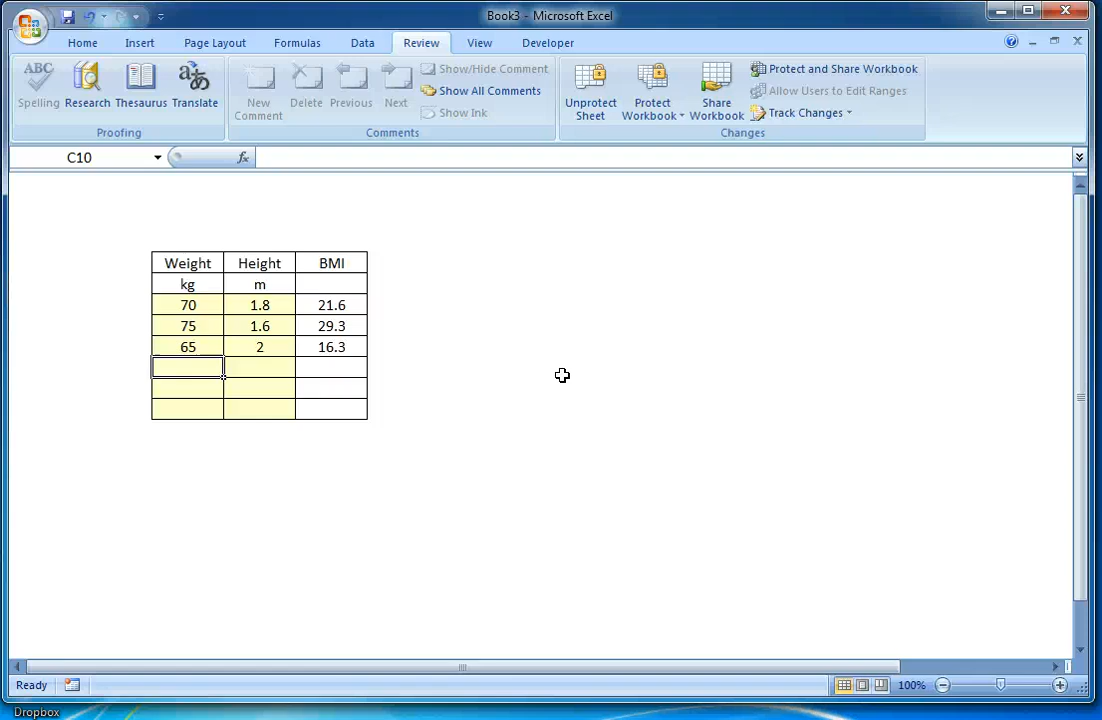 Book3 - Microsoft Excel
Home Insert Page Layout Formulas Data Review View Developer
ABC Spelling Research Thesaurus Translate
Proofing
New Comment Delete Previous Next
Show/Hide Comment
Show All Comments
Show Ink
Comments
Unprotect Sheet Protect Workbook Share Workbook
Protect and Share Workbook
Allow Users to Edit Ranges
Track Changes
Changes
C10 fx
Weight Height BMI
kg m
70 1.8 21.6
75 1.6 29.3
65 2 16.3
Ready 100%
Dropbox